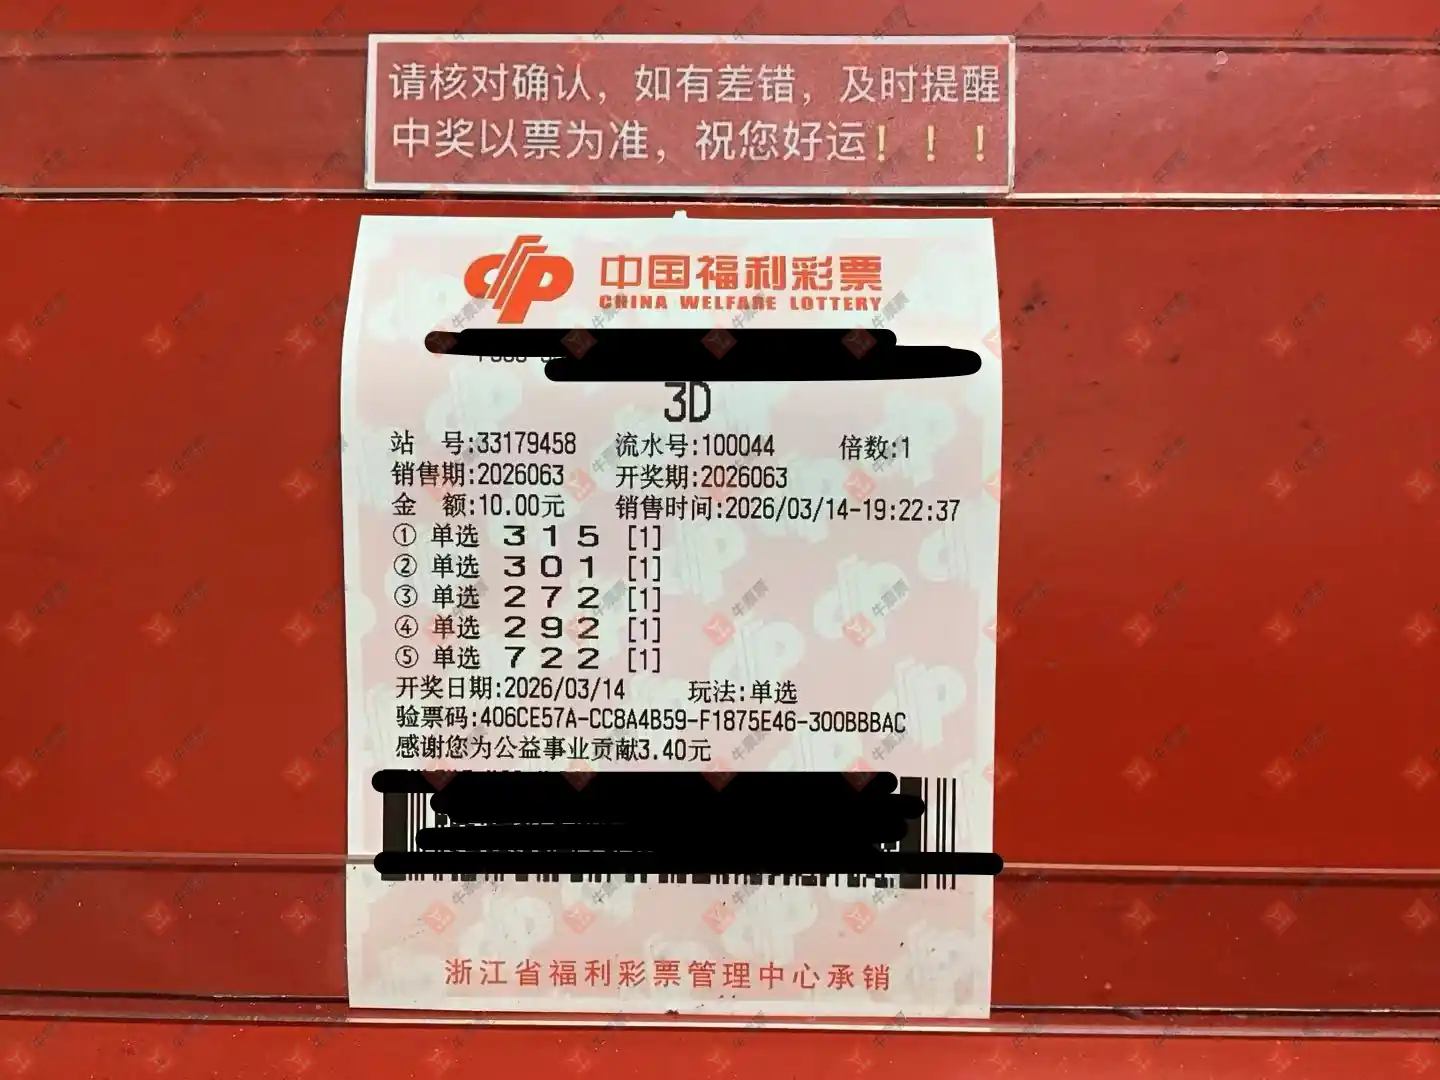 请核对确认，如有差错，及时提醒
中奖以票为准，祝您好运！！！
中国福利彩票
CHINA WELFARE LOTTERY
3D
站 号:33179458 流水号:100044 倍数:1
销售期:2026063 开奖期:2026063
金 额:10.00元 销售时间:2026/03/14-19:22:37
① 单选 3 1 5 [1]
② 单选 3 0 1 [1]
③ 单选 2 7 2 [1]
④ 单选 2 9 2 [1]
⑤ 单选 7 2 2 [1]
开奖日期:2026/03/14 玩法:单选
验票码:406CE57A-CC8A4B59-F1875E46-300BBBAC
感谢您为公益事业贡献3.40元
浙江省福利彩票管理中心承销
牛票票